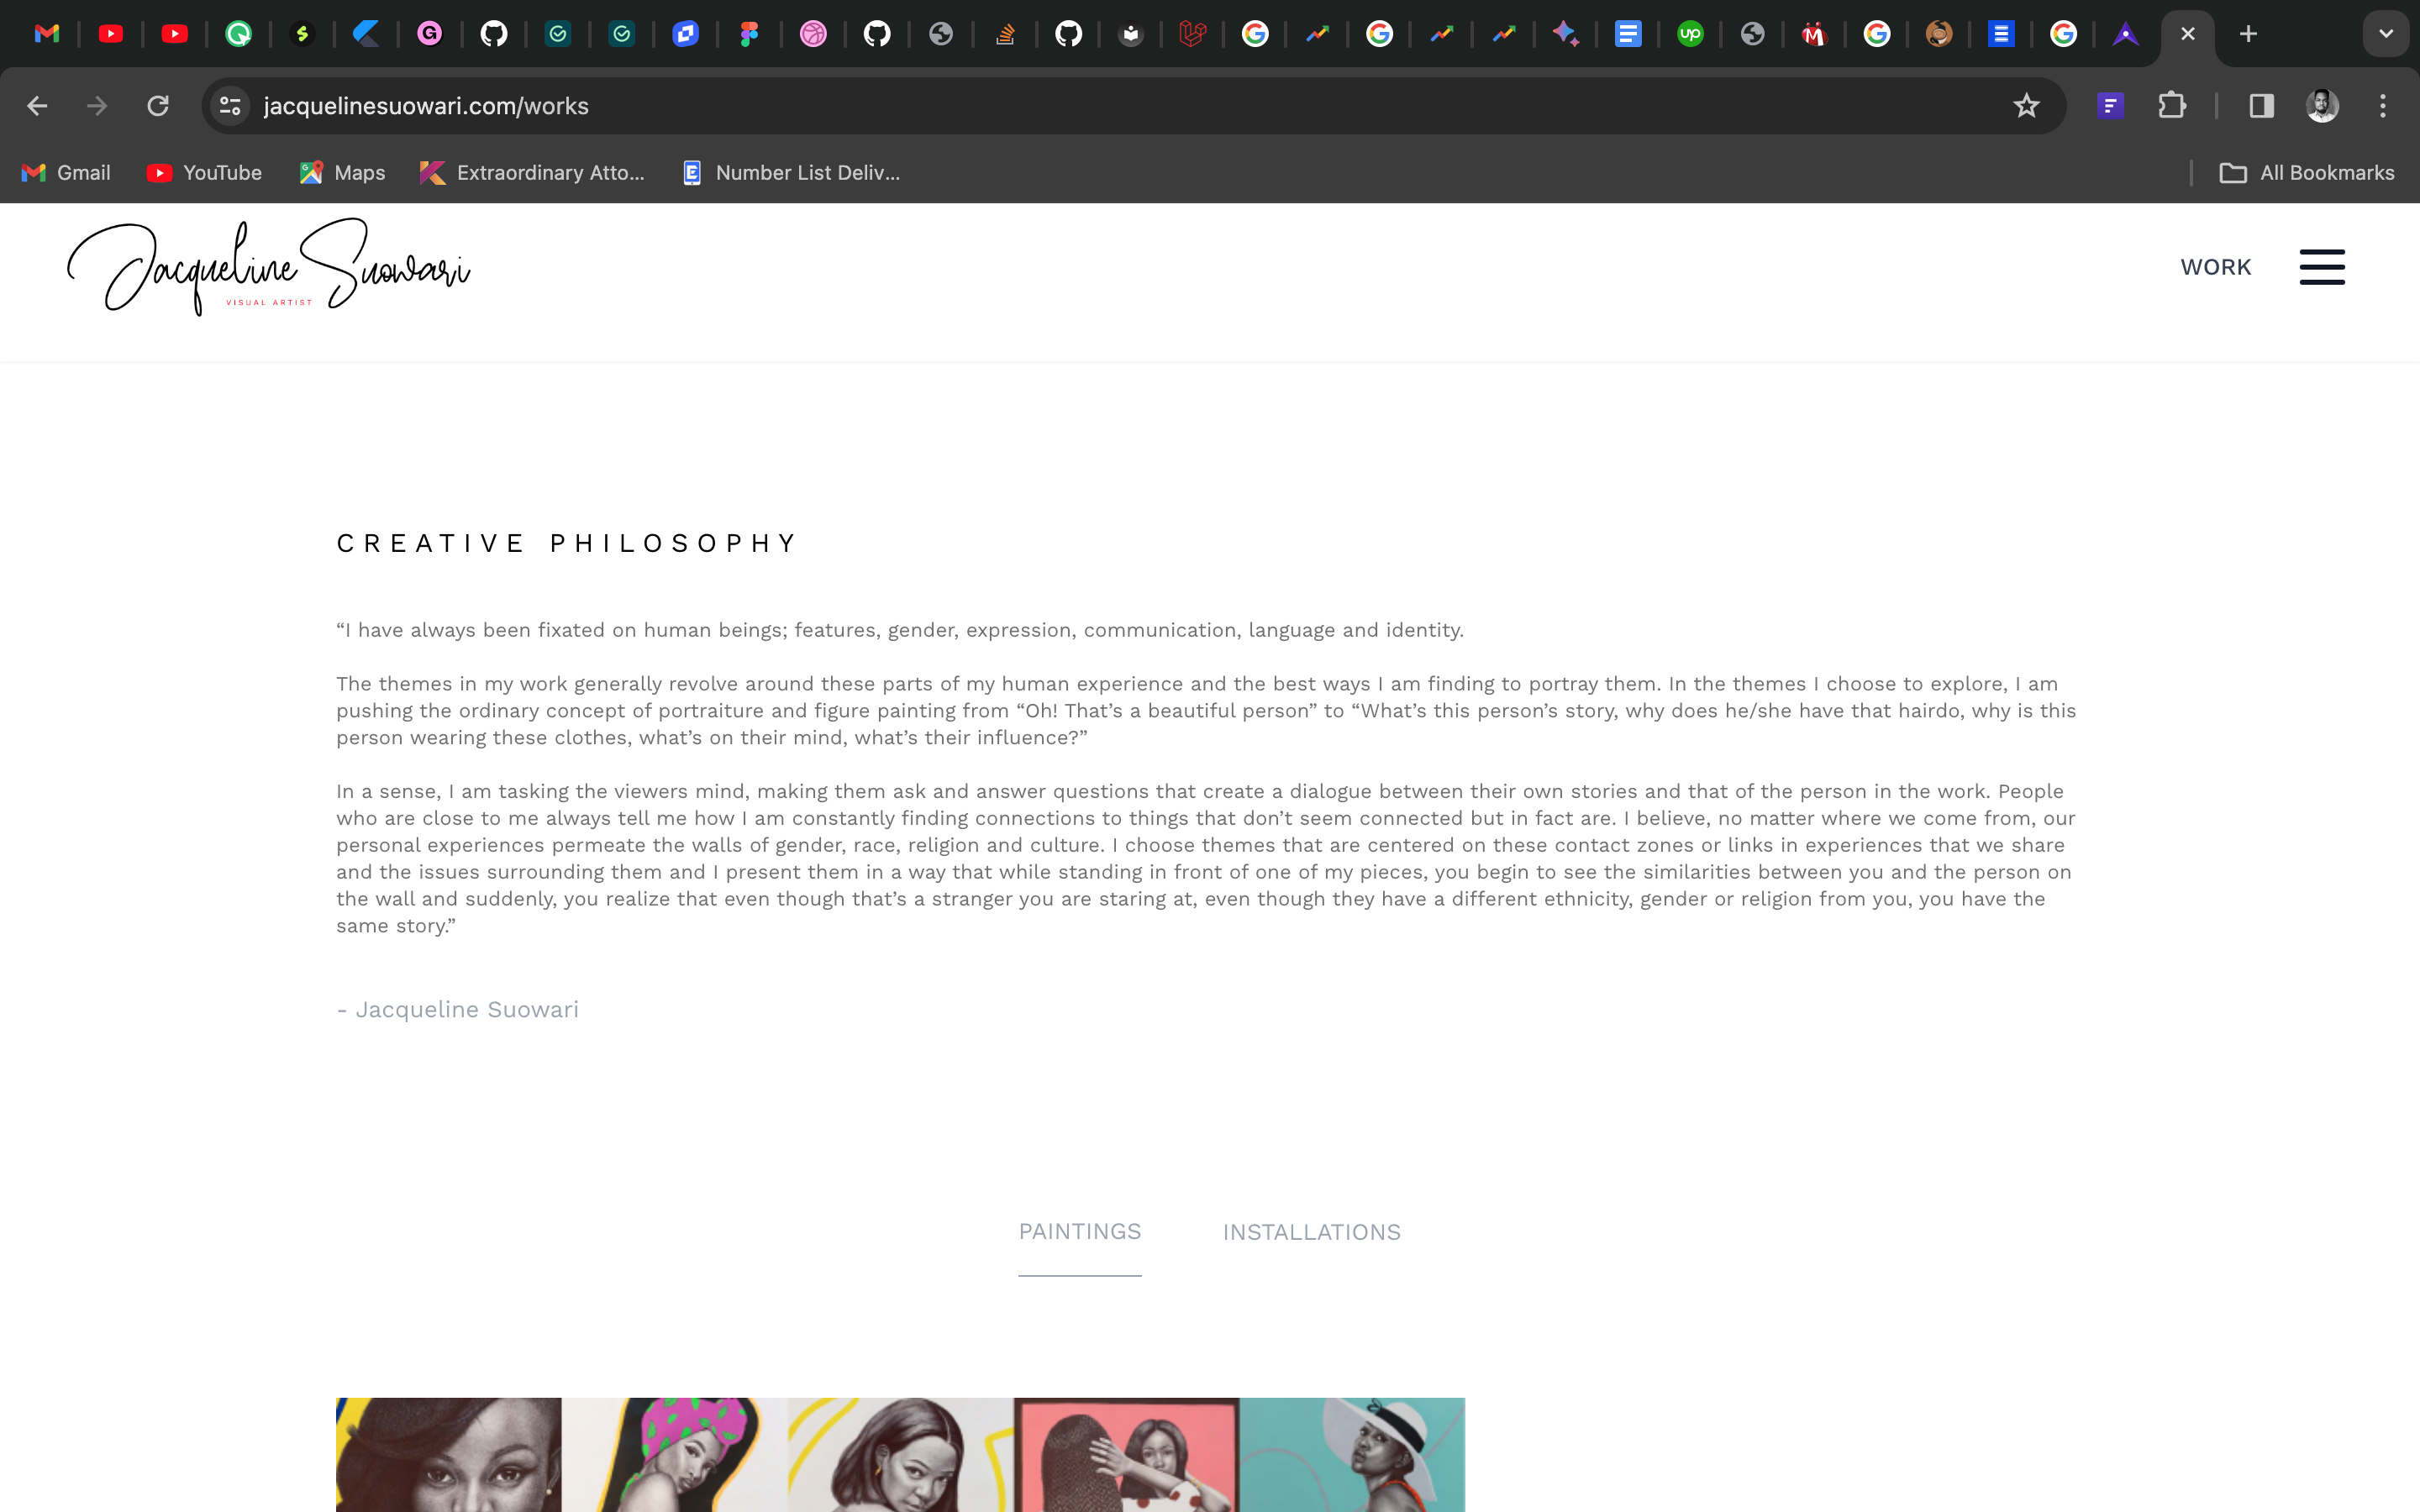 jacquelinesuowari.com/works
Gmail
YouTube
Maps
Extraordinary Atto...
Number List Deliv...
All Bookmarks
Jacqueline Suowari
VISUAL ARTIST
WORK
CREATIVE PHILOSOPHY
“I have always been fixated on human beings; features, gender, expression, communication, language and identity.
The themes in my work generally revolve around these parts of my human experience and the best ways I am finding to portray them. In the themes I choose to explore, I am
pushing the ordinary concept of portraiture and figure painting from “Oh! That’s a beautiful person” to “What’s this person’s story, why does he/she have that hairdo, why is this
person wearing these clothes, what’s on their mind, what’s their influence?”
In a sense, I am tasking the viewers mind, making them ask and answer questions that create a dialogue between their own stories and that of the person in the work. People
who are close to me always tell me how I am constantly finding connections to things that don’t seem connected but in fact are. I believe, no matter where we come from, our
personal experiences permeate the walls of gender, race, religion and culture. I choose themes that are centered on these contact zones or links in experiences that we share
and the issues surrounding them and I present them in a way that while standing in front of one of my pieces, you begin to see the similarities between you and the person on
the wall and suddenly, you realize that even though that’s a stranger you are staring at, even though they have a different ethnicity, gender or religion from you, you have the
same story.”
- Jacqueline Suowari
PAINTINGS
INSTALLATIONS